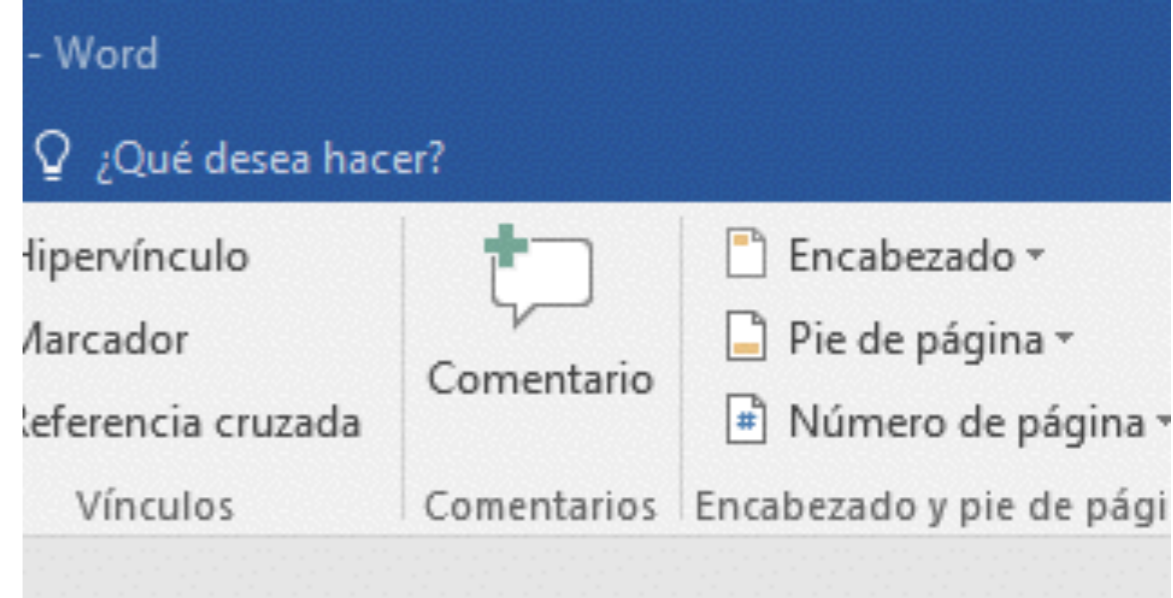 - Word
¿Qué desea hacer?
Hipervínculo
Marcador
Referencia cruzada
Vínculos
Comentario
Comentarios
Encabezado
Pie de página
Número de página
Encabezado y pie de pági